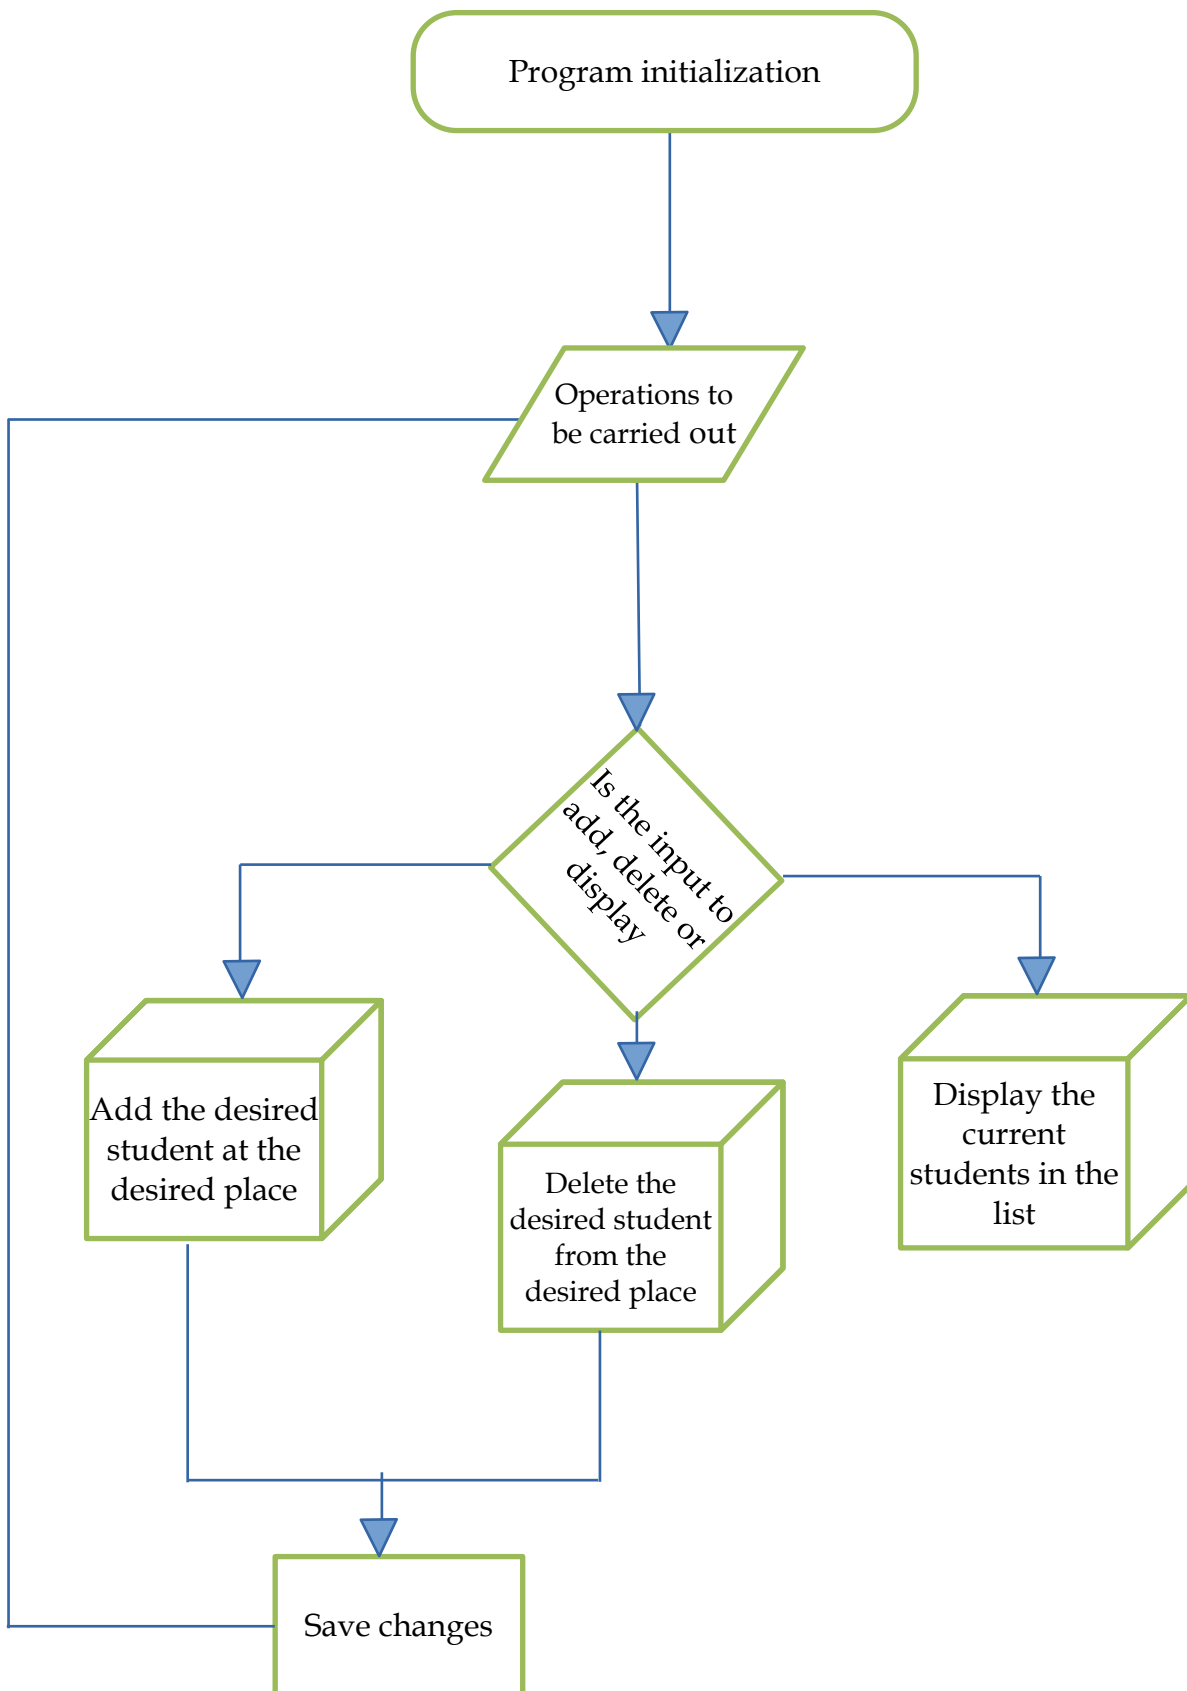 Program initialization
Operations to
be carried out
Is the input to
add, delete or
display
Add the desired
student at the
desired place
Delete the
desired student
from the
desired place
Display the
current
students in the
list
Save changes